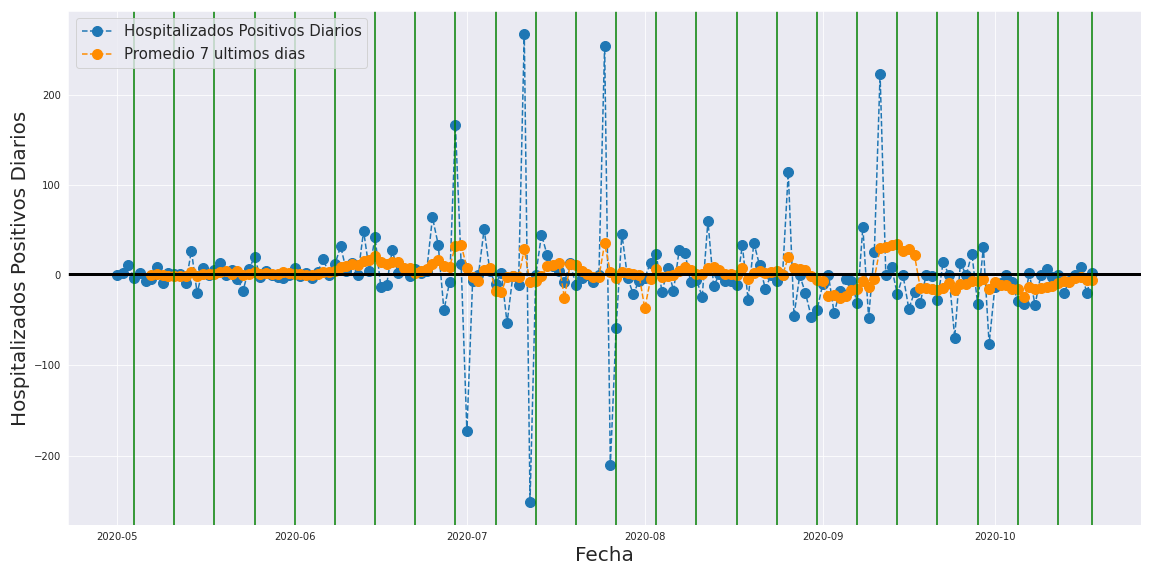 Hospitalizados Positivos Diarios
Promedio 7 ultimos dias
Hospitalizados Positivos Diarios
200
100
0
−100
−200
2020-05 2020-06 2020-07 2020-08 2020-09 2020-10
Fecha